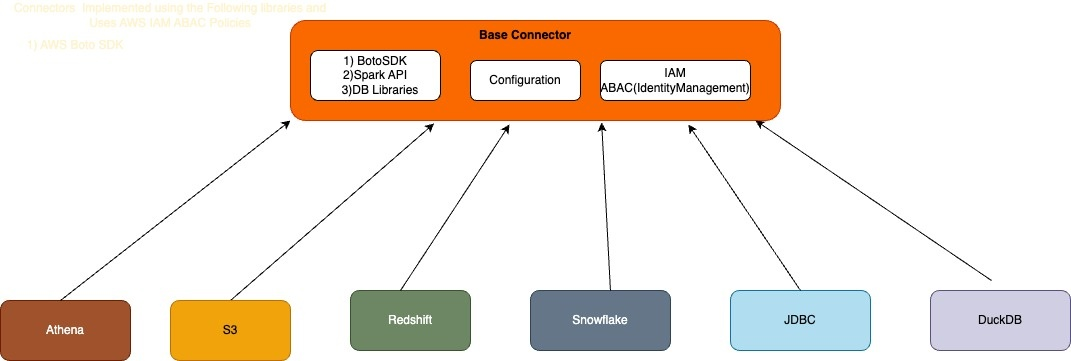 Connectors Implemented using the Following libraries and
Uses AWS IAM ABAC Policies
1) AWS Boto SDK
Base Connector
1) BotoSDK
2)Spark API
3)DB Libraries
Configuration
IAM
ABAC(IdentityManagement)
Athena
S3
Redshift
Snowflake
JDBC
DuckDB